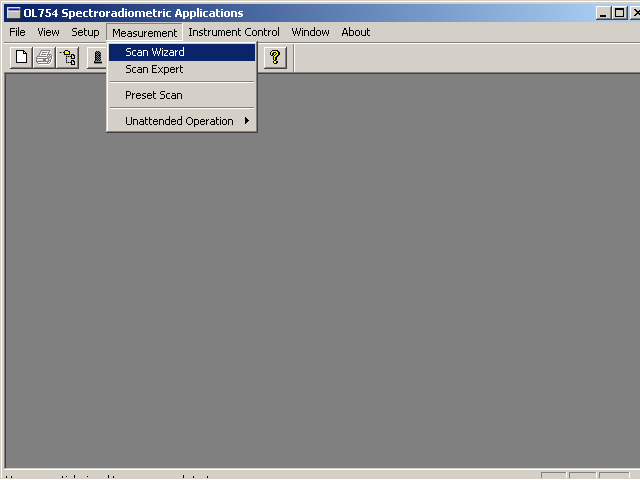 OL754 Spectroradiometric Applications
File View Setup Measurement Instrument Control Window About
Scan Wizard
Scan Expert
Preset Scan
Unattended Operation